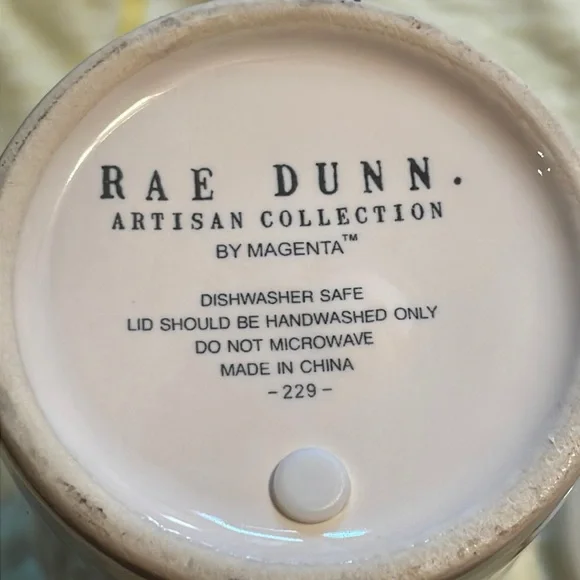 RAE DUNN.
ARTISAN COLLECTION
BY MAGENTA™
DISHWASHER SAFE
LID SHOULD BE HANDWASHED ONLY
DO NOT MICROWAVE
MADE IN CHINA
-229-